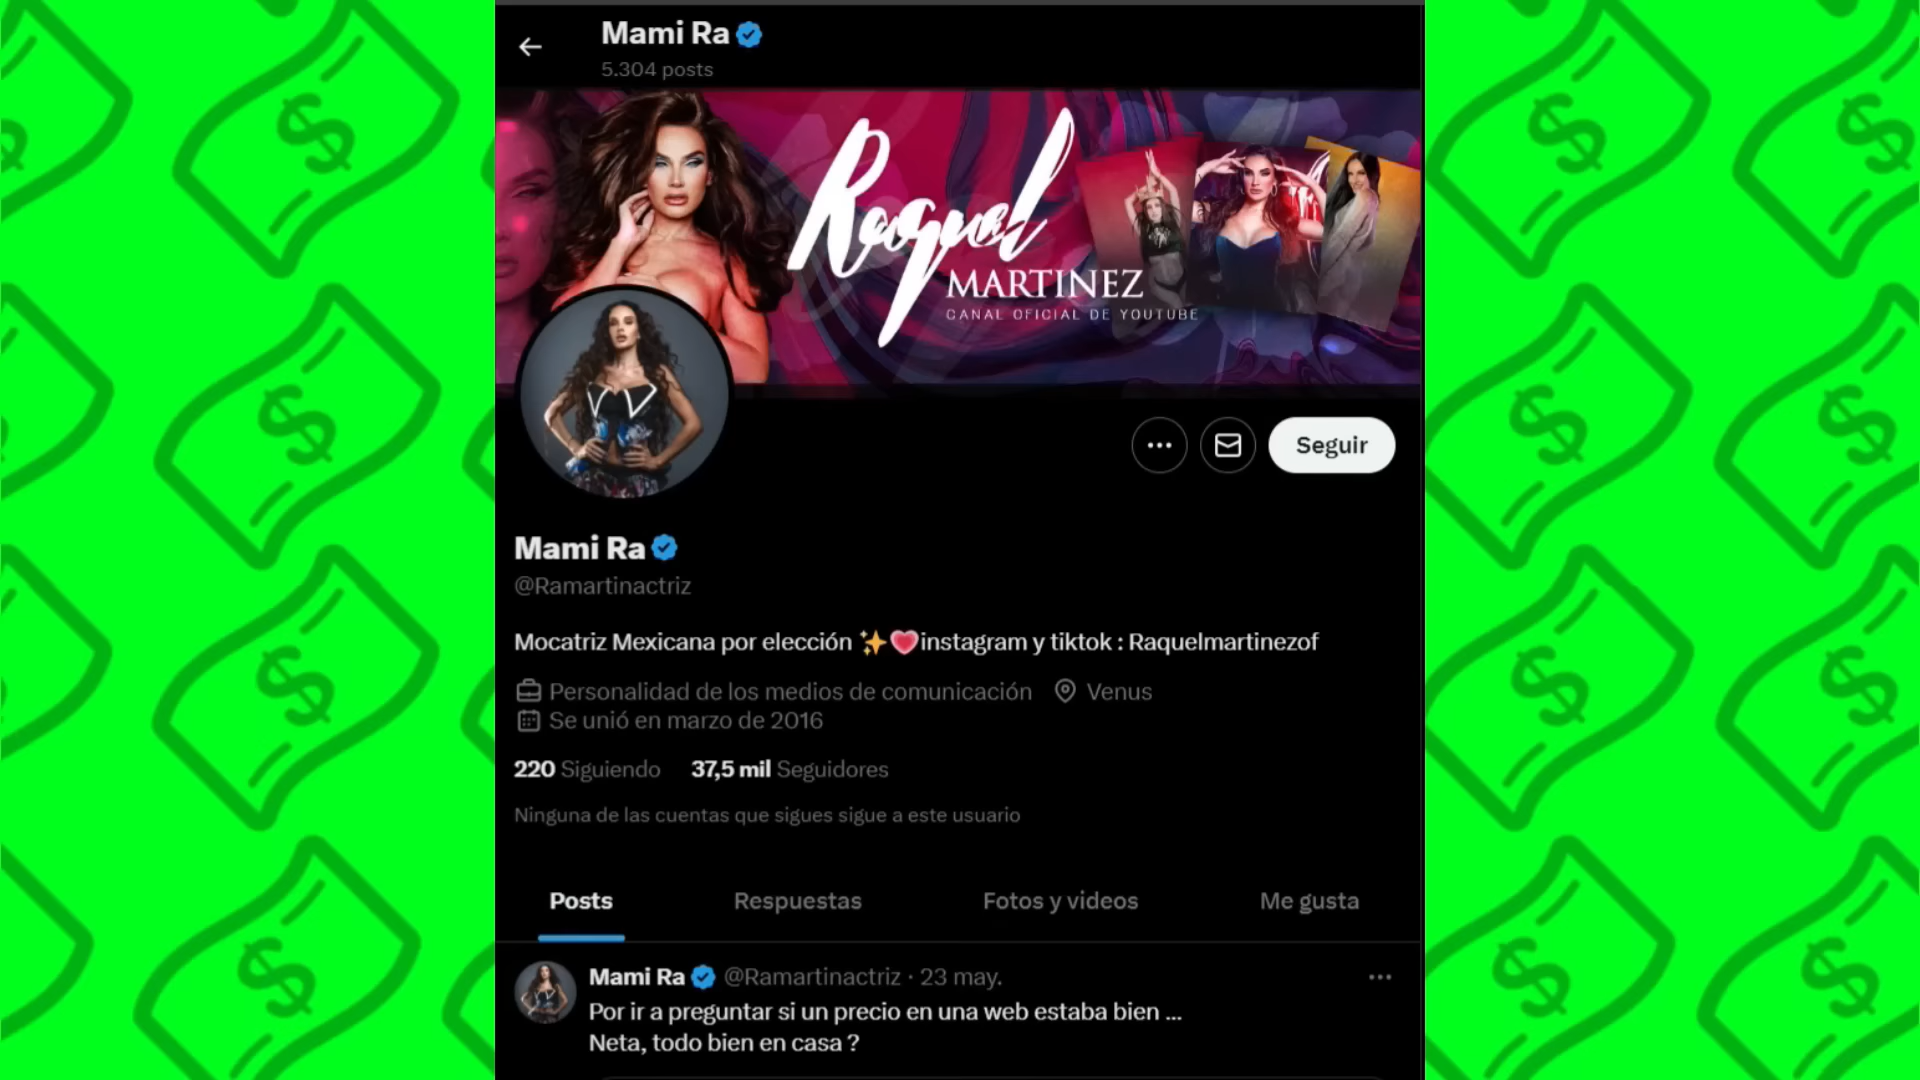 Mami Ra
5.304 posts
Raquel
MARTINEZ
CANAL OFICIAL DE YOUTUBE
Seguir
Mami Ra
@Ramartinactriz
Mocatriz Mexicana por elección ✨❤️instagram y tiktok : Raquelmartinezof
Personalidad de los medios de comunicación Venus
Se unió en marzo de 2016
220 Siguiendo 37,5 mil Seguidores
Ninguna de las cuentas que sigues sigue a este usuario
Posts Respuestas Fotos y videos Me gusta
Mami Ra @Ramartinactriz · 23 may.
Por ir a preguntar si un precio en una web estaba bien ...
Neta, todo bien en casa ?